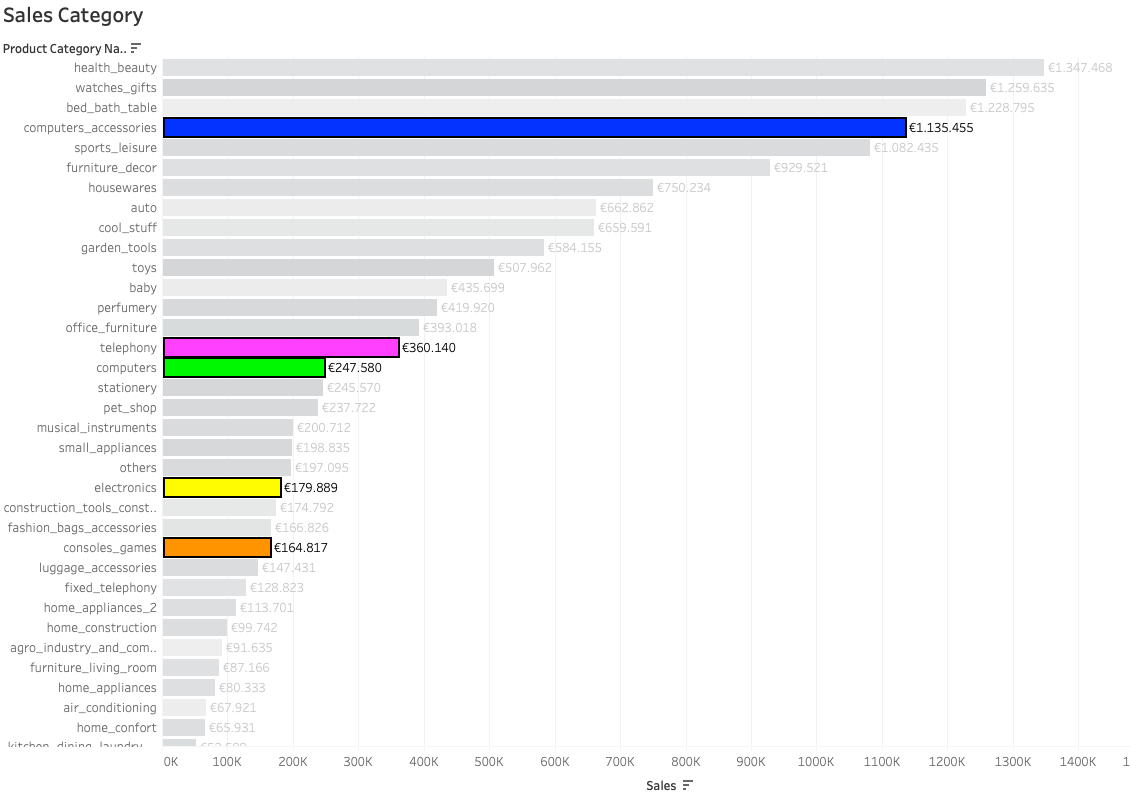 Sales Category
Product Category Na..
health_beauty €1.347.468
watches_gifts €1.259.635
bed_bath_table €1.228.795
computers_accessories €1.135.455
sports_leisure €1.082.435
furniture_decor €929.521
housewares €750.234
auto €662.862
cool_stuff €659.591
garden_tools €584.155
toys €507.962
baby €435.699
perfumery €419.920
office_furniture €393.018
telephony €360.140
computers €247.580
stationery €245.570
pet_shop €237.722
musical_instruments €200.712
small_appliances €198.835
others €197.095
electronics €179.889
construction_tools_const.. €174.792
fashion_bags_accessories €166.826
consoles_games €164.817
luggage_accessories €147.431
fixed_telephony €128.823
home_appliances_2 €113.701
home_construction €99.742
agro_industry_and_com.. €91.635
furniture_living_room €87.166
home_appliances €80.333
air_conditioning €67.921
home_confort €65.931
kitchen_dining_laundry_..
0K 100K 200K 300K 400K 500K 600K 700K 800K 900K 1000K 1100K 1200K 1300K 1400K 1
Sales